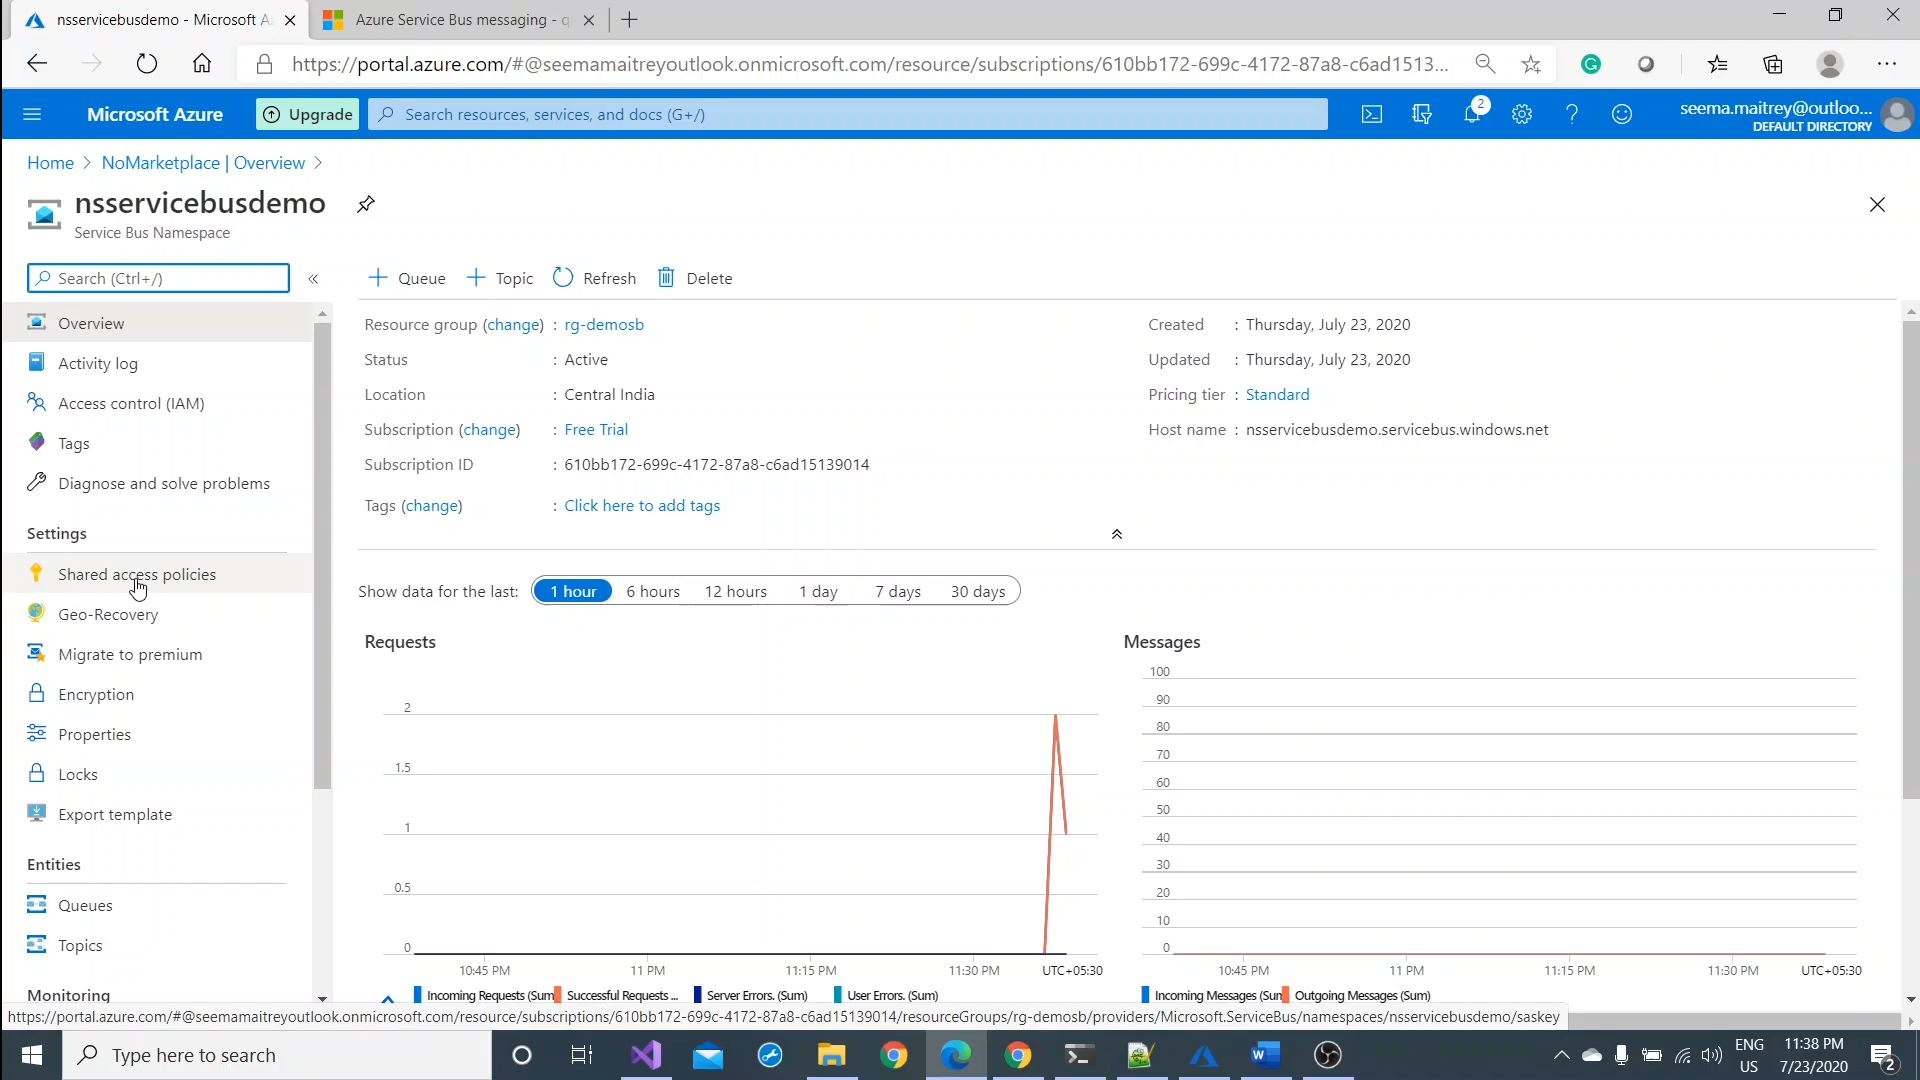 nsservicebusdemo - Microsoft A
Azure Service Bus messaging - q
https://portal.azure.com/#@seemamaitreyoutlook.onmicrosoft.com/resource/subscriptions/610bb172-699c-4172-87a8-c6ad1513...
Microsoft Azure
Upgrade
Search resources, services, and docs (G+/)
2
seema.maitrey@outloo...
DEFAULT DIRECTORY
Home > NoMarketplace | Overview >
nsservicebusdemo
Service Bus Namespace
Search (Ctrl+/)
«
Queue
Topic
Refresh
Delete
Overview
Activity log
Access control (IAM)
Tags
Diagnose and solve problems
Settings
Shared access policies
Geo-Recovery
Migrate to premium
Encryption
Properties
Locks
Export template
Entities
Queues
Topics
Monitoring
Resource group (change) : rg-demosb
Status : Active
Location : Central India
Subscription (change) : Free Trial
Subscription ID : 610bb172-699c-4172-87a8-c6ad15139014
Tags (change) : Click here to add tags
Created : Thursday, July 23, 2020
Updated : Thursday, July 23, 2020
Pricing tier : Standard
Host name : nsservicebusdemo.servicebus.windows.net
Show data for the last: 1 hour 6 hours 12 hours 1 day 7 days 30 days
Requests
2
1.5
1
0.5
0
10:45 PM 11 PM 11:15 PM 11:30 PM UTC+05:30
Incoming Requests (Sum Successful Requests ... Server Errors. (Sum) User Errors. (Sum)
Messages
100
90
80
70
60
50
40
30
20
10
0
10:45 PM 11 PM 11:15 PM 11:30 PM UTC+05:30
Incoming Messages (Sum Outgoing Messages (Sum)
https://portal.azure.com/#@seemamaitreyoutlook.onmicrosoft.com/resource/subscriptions/610bb172-699c-4172-87a8-c6ad15139014/resourceGroups/rg-demosb/providers/Microsoft.ServiceBus/namespaces/nsservicebusdemo/saskey
Type here to search
ENG
US
11:38 PM
7/23/2020
2